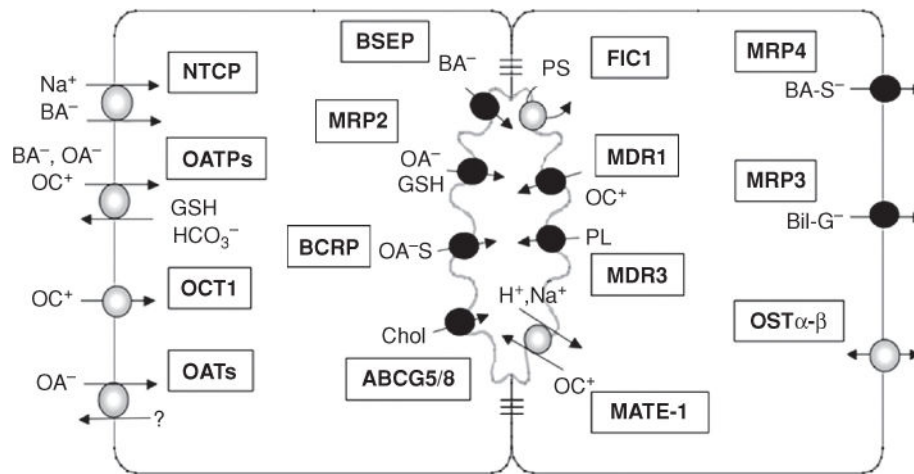 BSEP
FIC1
MRP4
NTCP
Na⁺
BA⁻
BA⁻
PS
BA-S⁻
MRP2
BA⁻, OA⁻
OC⁺
OATPs
GSH
HCO₃⁻
OA⁻
GSH
MDR1
OC⁺
MRP3
Bil-G⁻
BCRP
OA⁻S
PL
MDR3
OC⁺
OCT1
H⁺,Na⁺
OSTα-β
Chol
OA⁻
OATs
?
ABCG5/8
OC⁺
MATE-1